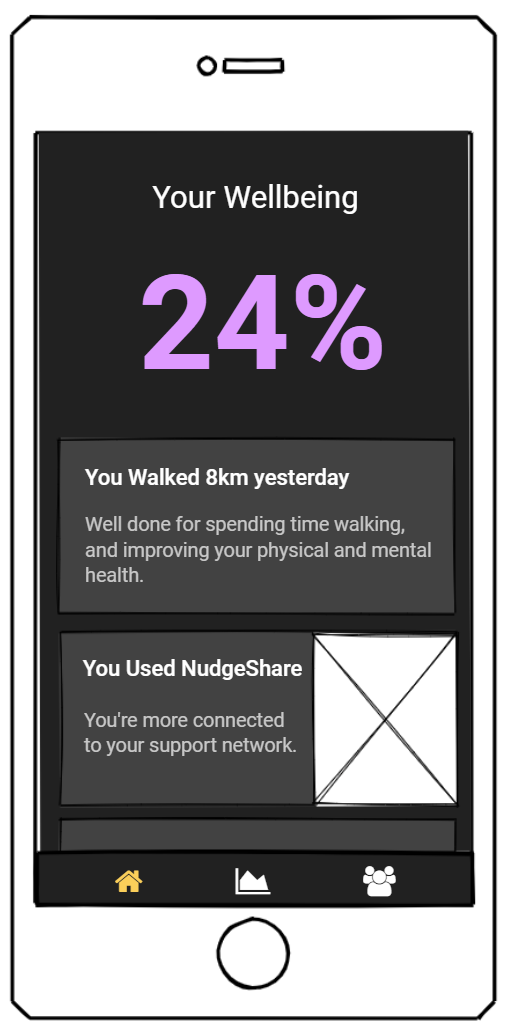 Your Wellbeing
24%
You Walked 8km yesterday
Well done for spending time walking,
and improving your physical and mental
health.
You Used NudgeShare
You're more connected
to your support network.